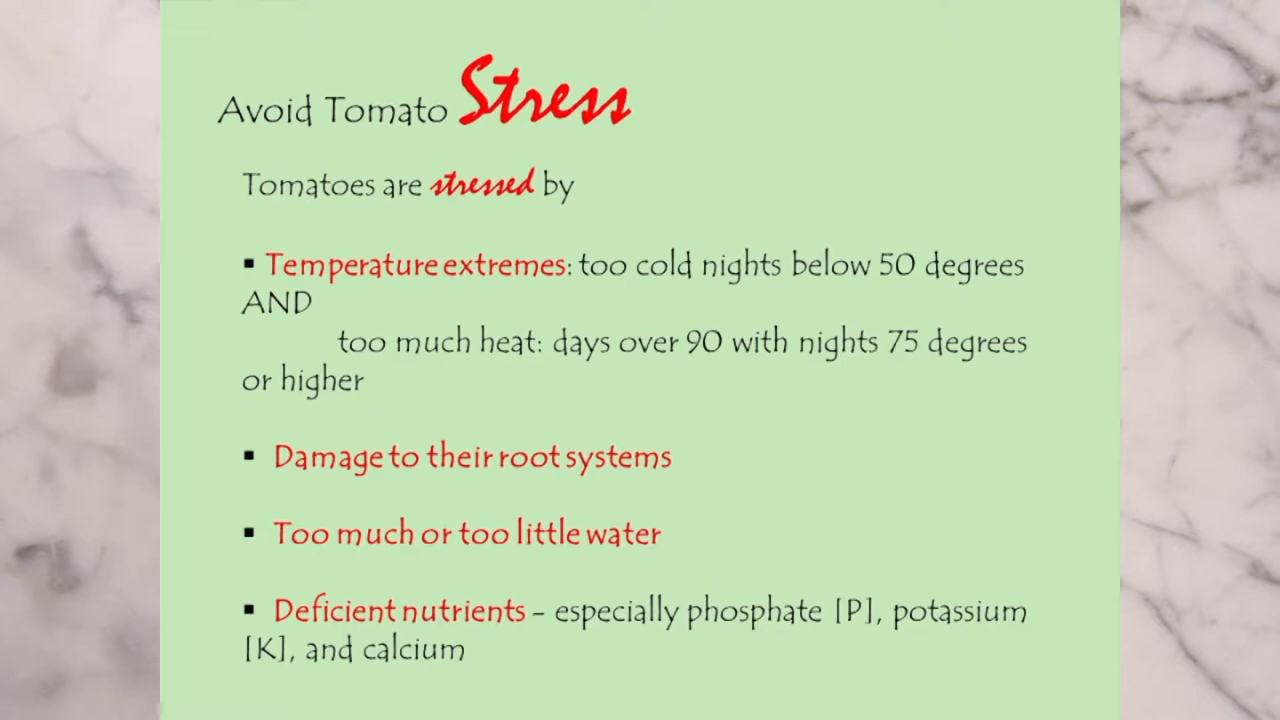 Avoid Tomato Stress
Tomatoes are stressed by
▪ Temperature extremes: too cold nights below 50 degrees
AND
too much heat: days over 90 with nights 75 degrees
or higher
▪ Damage to their root systems
▪ Too much or too little water
▪ Deficient nutrients – especially phosphate [P], potassium
[K], and calcium